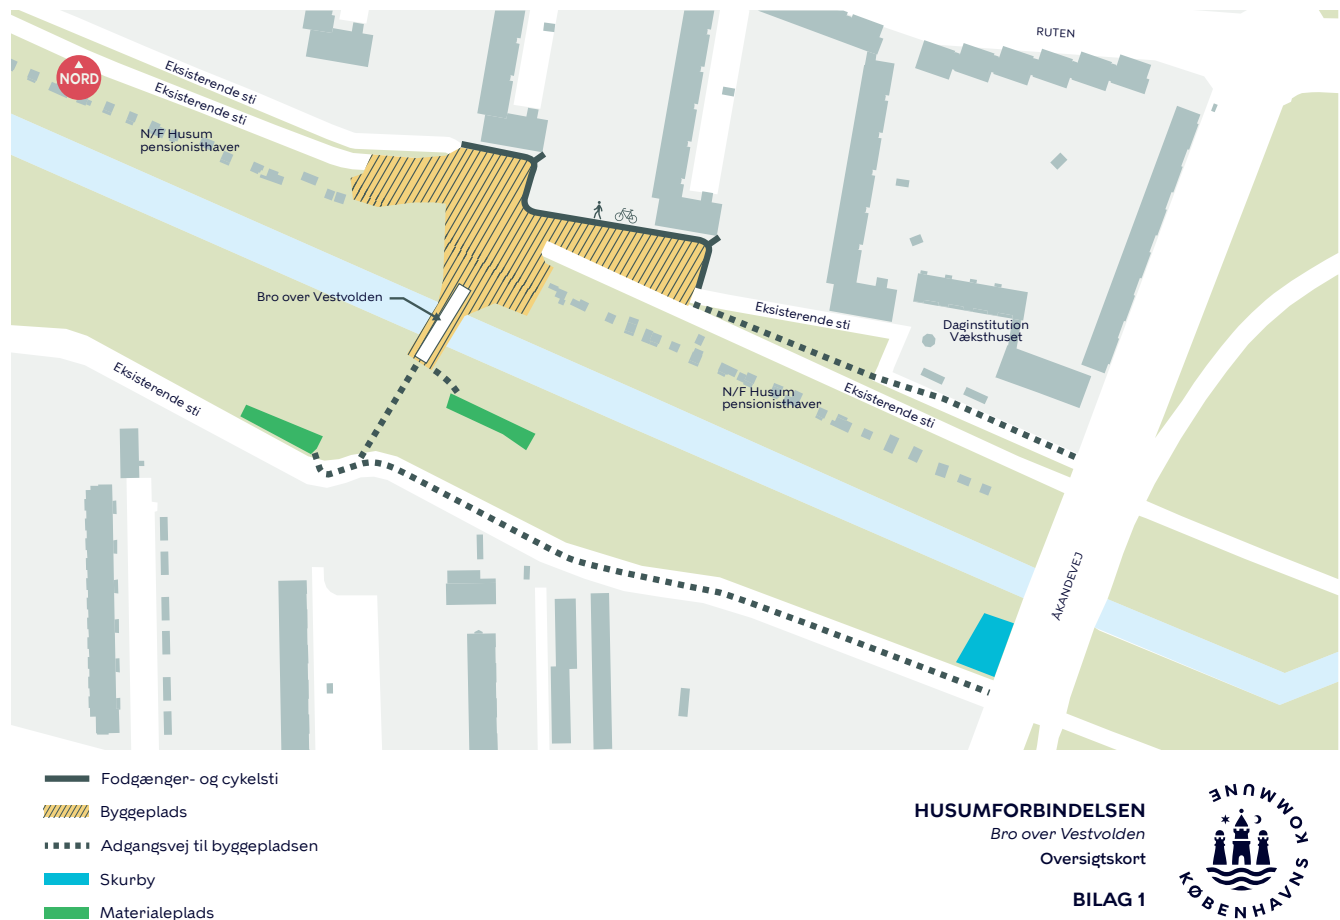 RUTEN
NORD
Eksisterende sti
Eksisterende sti
N/F Husum
pensionisthaver
Bro over Vestvolden
Eksisterende sti
Daginstitution
Væksthuset
Eksisterende sti
N/F Husum
pensionisthaver
Eksisterende sti
ÅKANDEVEJ
Fodgænger- og cykelsti
Byggeplads
Adgangsvej til byggepladsen
Skurby
Materialeplads
HUSUMFORBINDELSEN
Bro over Vestvolden
Oversigtskort
BILAG 1
KØBENHAVNS KOMMUNE